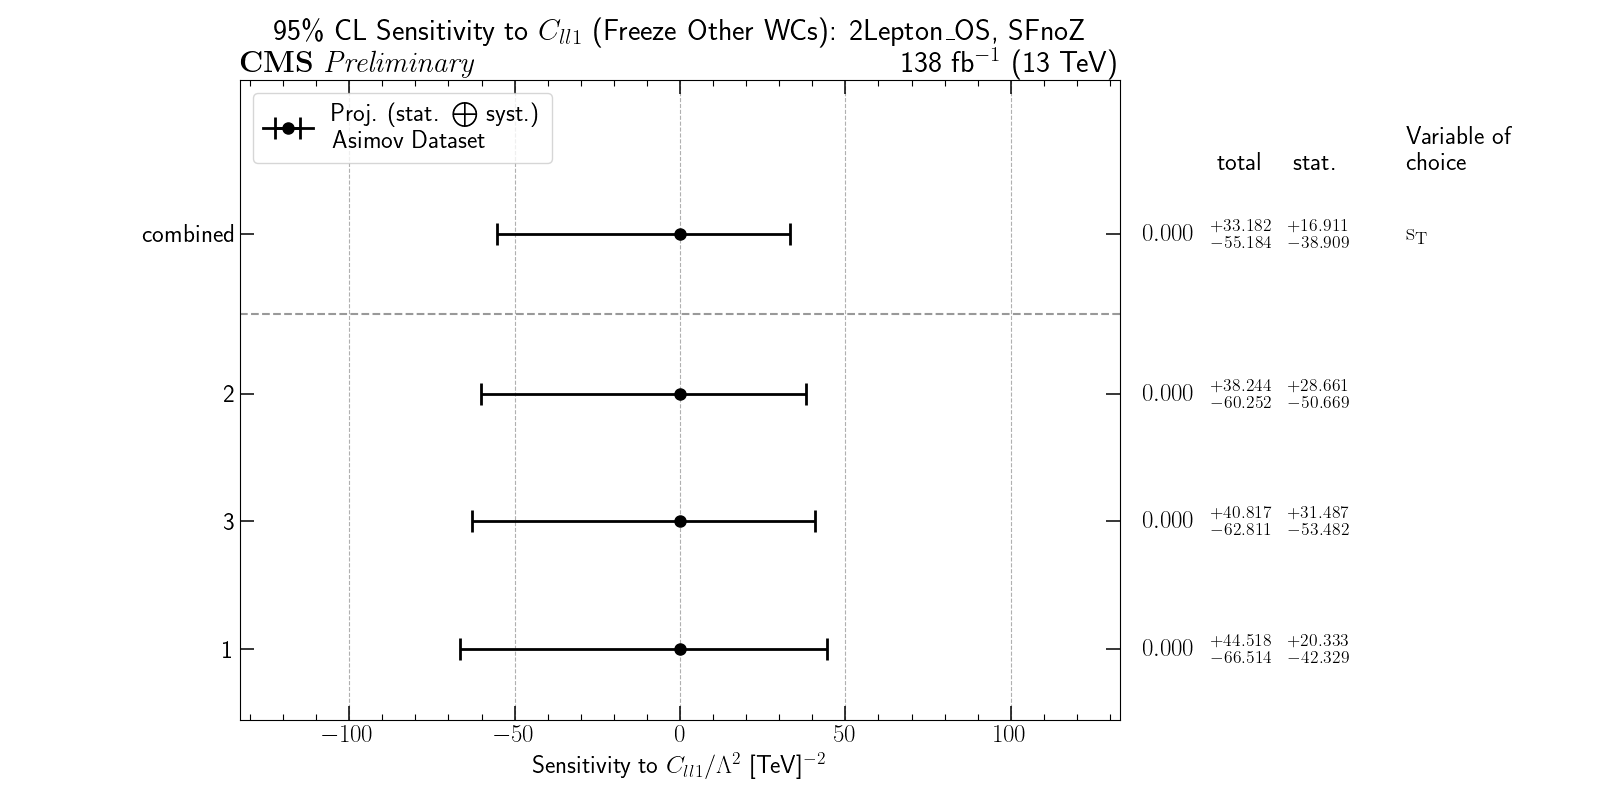 95% CL Sensitivity to C_{ll1} (Freeze Other WCs): 2Lepton_OS, SFnoZ
CMS Preliminary 138 fb⁻¹ (13 TeV)
Proj. (stat. ⨁ syst.)
Asimov Dataset
Variable of
total stat. choice
combined 0.000 +33.182 −55.184 +16.911 −38.909 s_T
2 0.000 +38.244 −60.252 +28.661 −50.669
3 0.000 +40.817 −62.811 +31.487 −53.482
1 0.000 +44.518 −66.514 +20.333 −42.329
−100 −50 0 50 100
Sensitivity to C_{ll1}/Λ² [TeV]⁻²